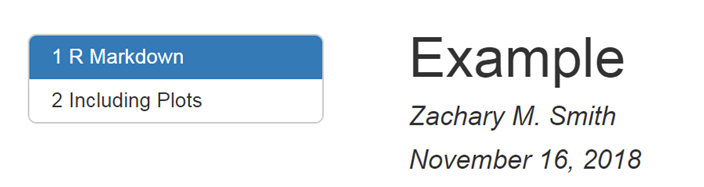 1 R Markdown
2 Including Plots
Example
Zachary M. Smith
November 16, 2018